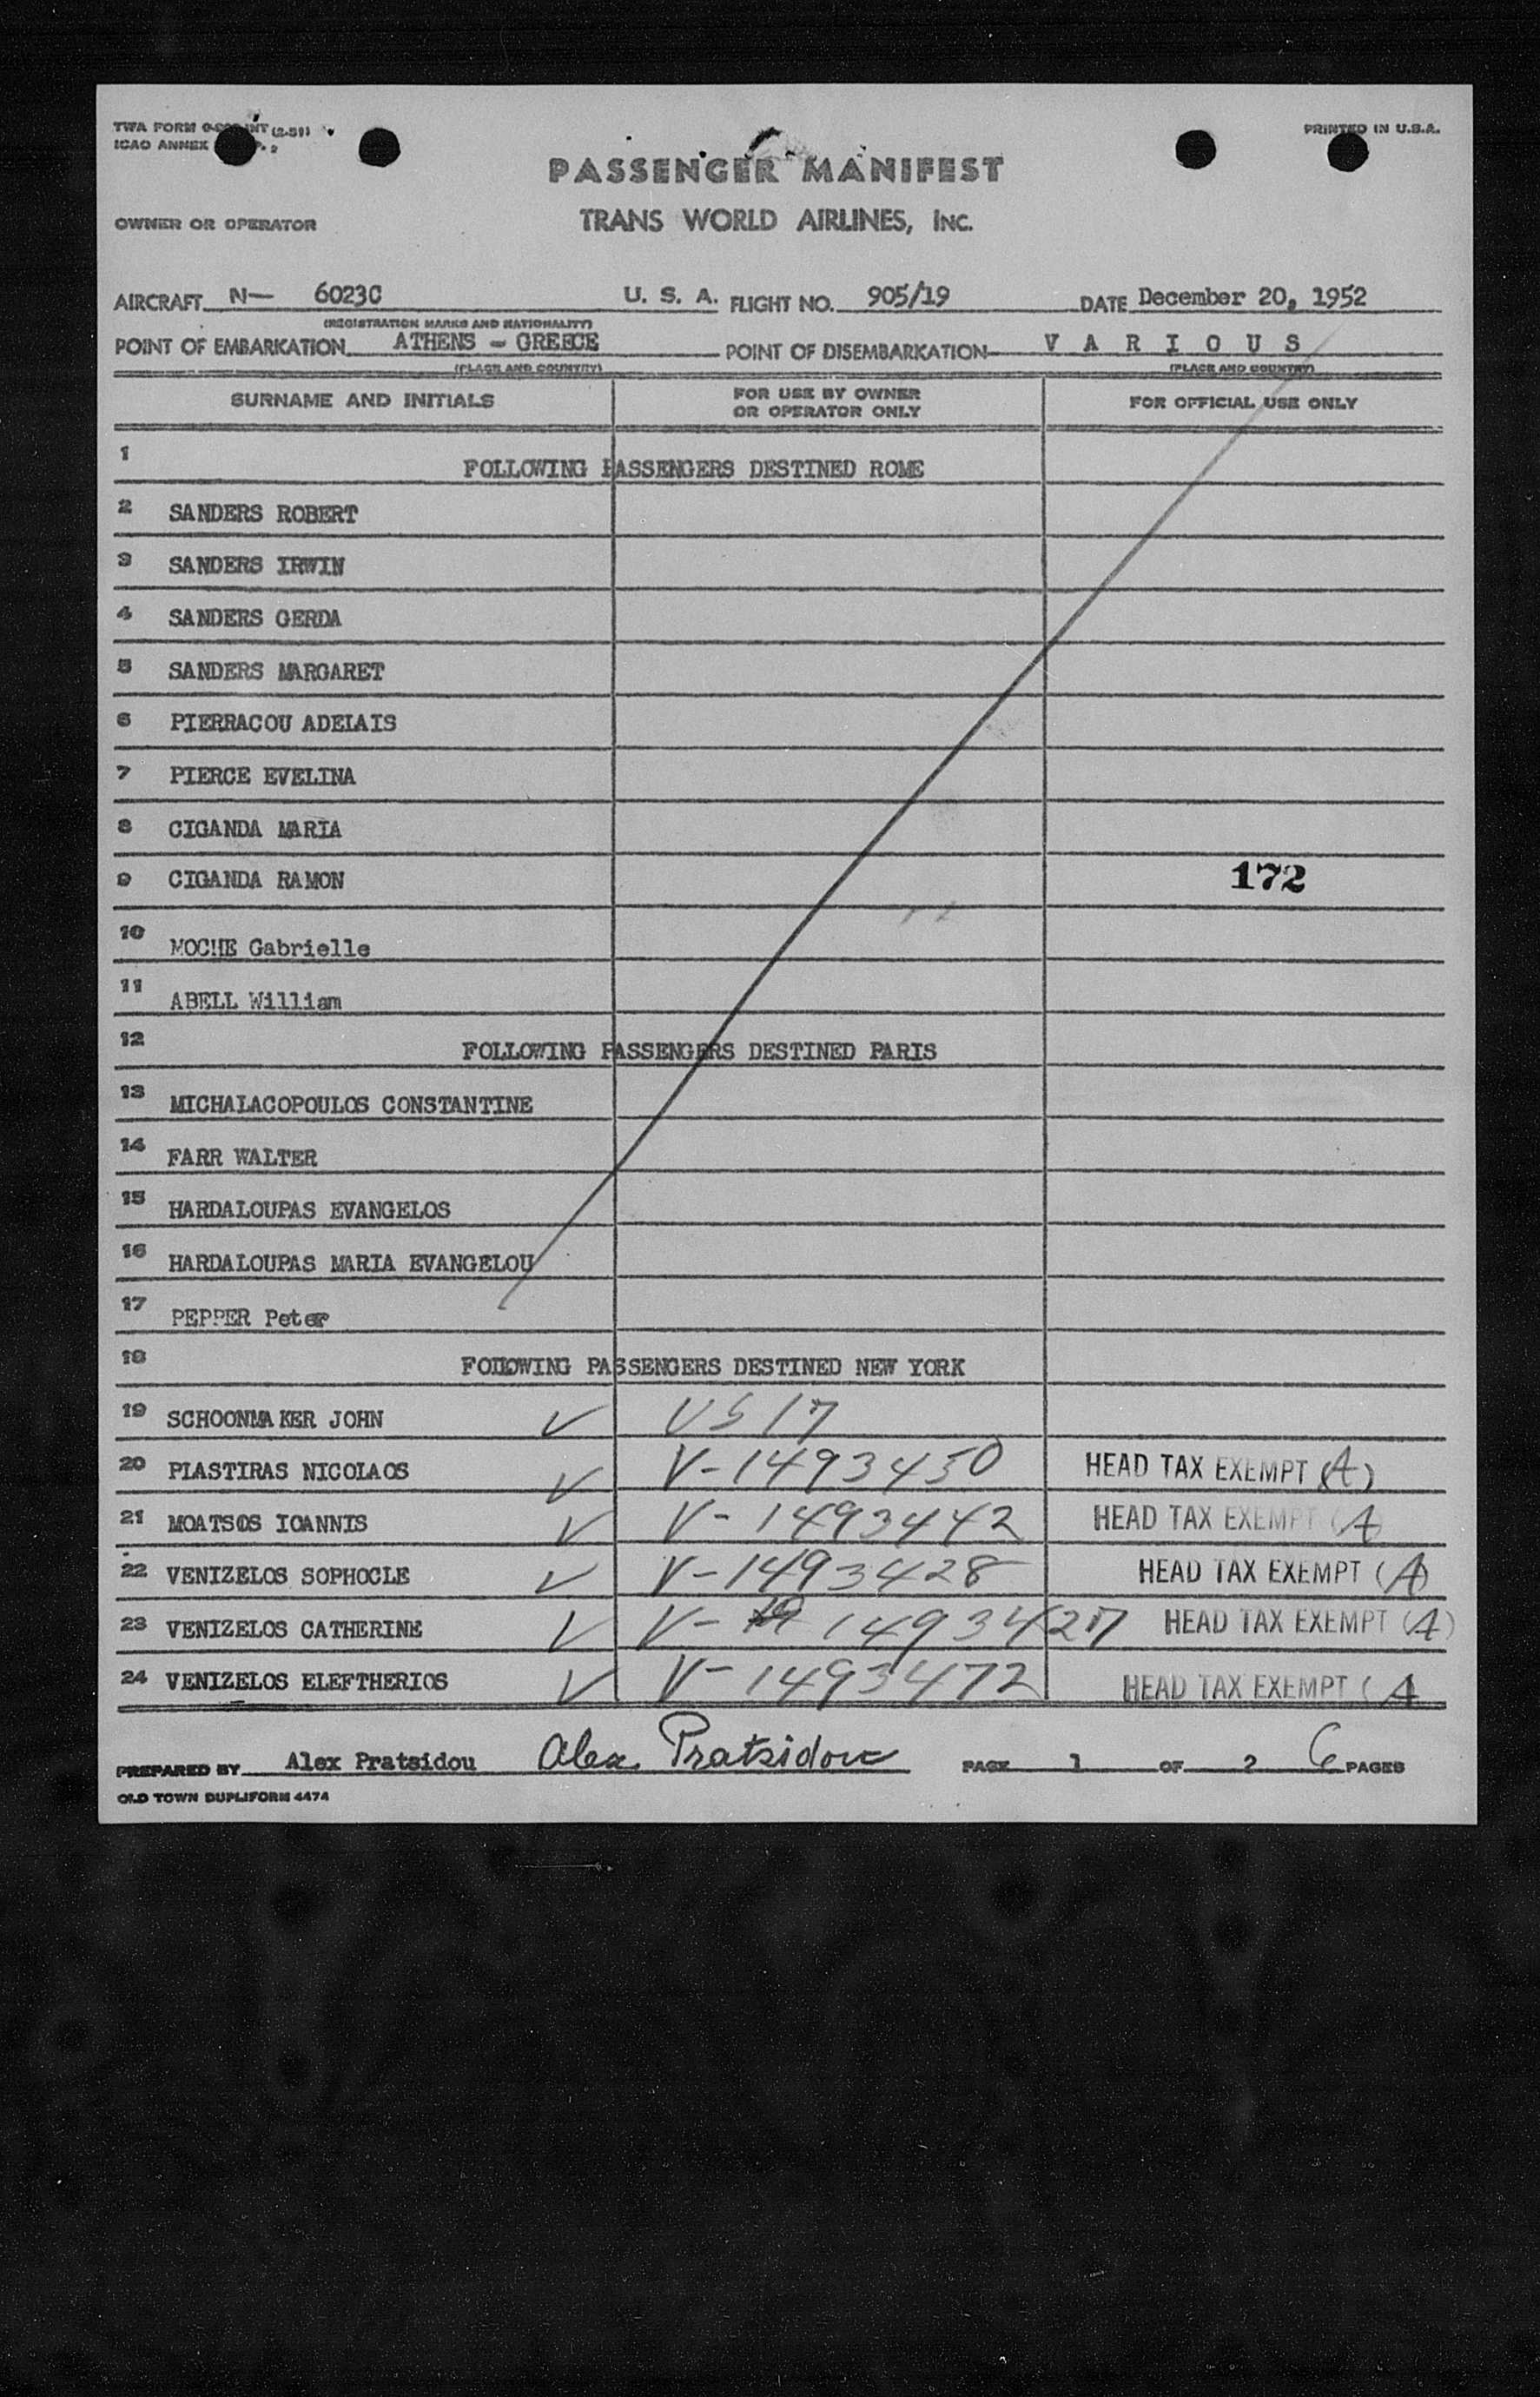 TWA FORM INT (2-51)
ICAO ANNEX
PRINTED IN U.S.A.
PASSENGER MANIFEST
OWNER OR OPERATOR
TRANS WORLD AIRLINES, INC.
AIRCRAFT N— 6023C U. S. A. FLIGHT NO. 905/19 DATE December 20, 1952
(REGISTRATION MARKS AND NATIONALITY)
POINT OF EMBARKATION ATHENS - GREECE POINT OF DISEMBARKATION V A R I O U S
(PLACE AND COUNTRY) (PLACE AND COUNTRY)
SURNAME AND INITIALS FOR USE BY OWNER OR OPERATOR ONLY FOR OFFICIAL USE ONLY
1 FOLLOWING PASSENGERS DESTINED ROME
2 SANDERS ROBERT
3 SANDERS IRWIN
4 SANDERS GERDA
5 SANDERS MARGARET
6 PIERRACOU ADELAIS
7 PIERCE EVELINA
8 CIGANDA MARIA
9 CIGANDA RAMON 172
10 MOCHE Gabrielle
11 ABELL William
12 FOLLOWING PASSENGERS DESTINED PARIS
13 MICHALACOPOULOS CONSTANTINE
14 FARR WALTER
15 HARDALOUPAS EVANGELOS
16 HARDALOUPAS MARIA EVANGELOU
17 PEPPER Peter
18 FOLLOWING PASSENGERS DESTINED NEW YORK
19 SCHOONMAKER JOHN ✓ US 17
20 PLASTIRAS NICOLAOS ✓ V-1493450 HEAD TAX EXEMPT (A)
21 MOATSOS IOANNIS ✓ V-1493442 HEAD TAX EXEMPT (A)
22 VENIZELOS SOPHOCLE ✓ V-1493428 HEAD TAX EXEMPT (A)
23 VENIZELOS CATHERINE ✓ V-1493427 HEAD TAX EXEMPT (A)
24 VENIZELOS ELEFTHERIOS ✓ V-1493472 HEAD TAX EXEMPT (A
PREPARED BY Alex Pratsidou Alex Pratsidou PAGE 1 OF 2 6 PAGES
OLD TOWN DUPLIFORM 4474